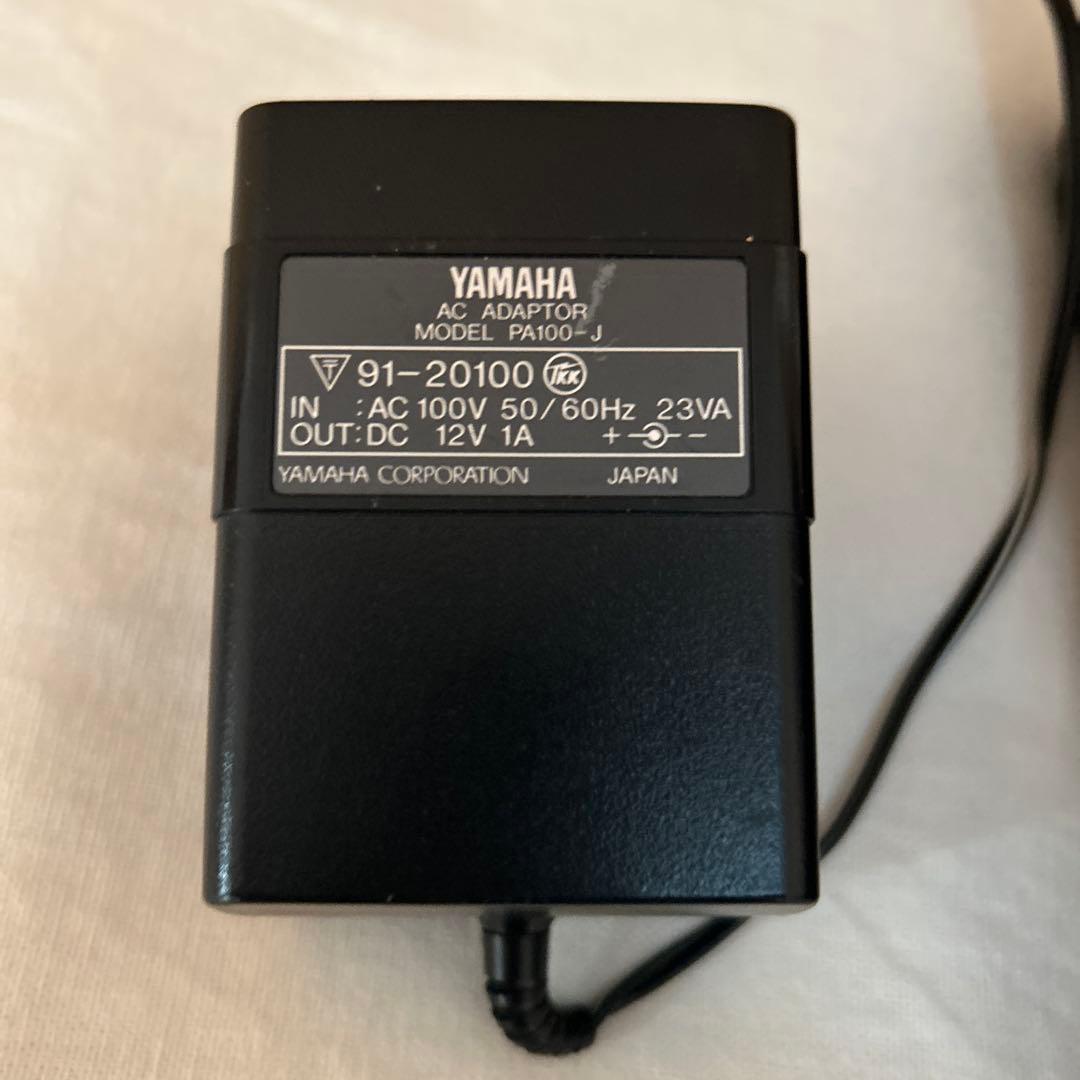 YAMAHA
AC ADAPTOR
MODEL PA100-J
T 91-20100 TKK
IN :AC 100V 50/60Hz 23VA
OUT:DC 12V 1A + -
YAMAHA CORPORATION JAPAN